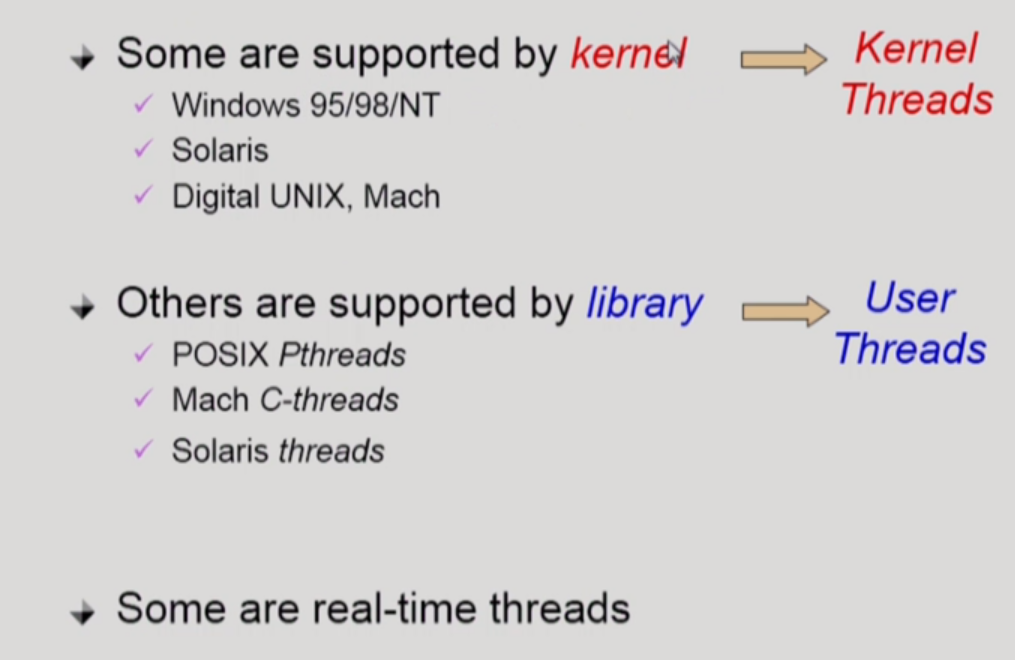 Some are supported by kernel
Kernel
Threads
Windows 95/98/NT
Solaris
Digital UNIX, Mach
Others are supported by library
User
Threads
POSIX Pthreads
Mach C-threads
Solaris threads
Some are real-time threads